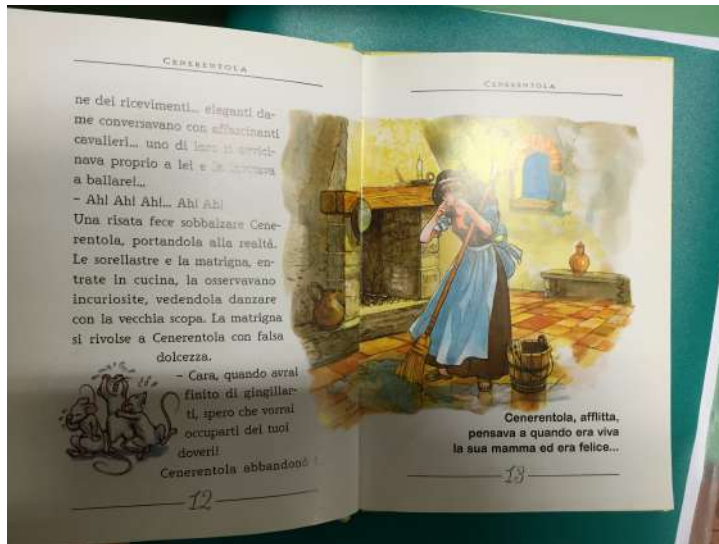 CENERENTOLA
ne dei ricevimenti... eleganti da-
me conversavano con affascinanti
cavalieri... uno di loro si avvici-
nava proprio a lei e la
a ballare!...
– Ah! Ah! Ah!... Ah! Ah!
Una risata fece sobbalzare Cene-
rentola, portandola alla realtà.
Le sorellastre e la matrigna, en-
trate in cucina, la osservavano
incuriosite, vedendola danzare
con la vecchia scopa. La matrigna
si rivolse a Cenerentola con falsa
dolcezza.
– Cara, quando avrai
finito di gingillar-
ti, spero che vorrai
occuparti dei tuoi
doveri!
Cenerentola abbandonò
12
CENERENTOLA
Cenerentola, afflitta,
pensava a quando era viva
la sua mamma ed era felice...
13